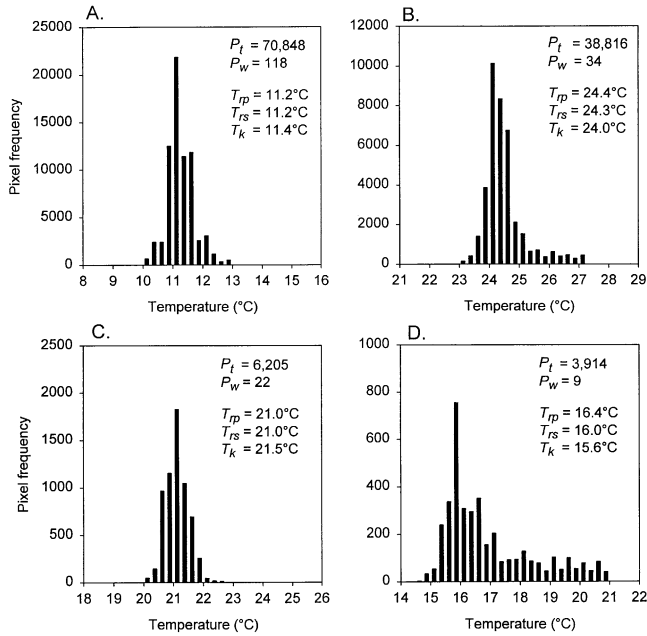 A.
25000
20000
15000
10000
5000
0
Pixel frequency
8 9 10 11 12 13 14 15 16
Temperature (°C)
Pt = 70,848
Pw = 118
Trp = 11.2°C
Trs = 11.2°C
Tk = 11.4°C
B.
12000
10000
8000
6000
4000
2000
0
21 22 23 24 25 26 27 28 29
Temperature (°C)
Pt = 38,816
Pw = 34
Trp = 24.4°C
Trs = 24.3°C
Tk = 24.0°C
C.
2500
2000
1500
1000
500
0
Pixel frequency
18 19 20 21 22 23 24 25 26
Temperature (°C)
Pt = 6,205
Pw = 22
Trp = 21.0°C
Trs = 21.0°C
Tk = 21.5°C
D.
1000
800
600
400
200
0
14 15 16 17 18 19 20 21 22
Temperature (°C)
Pt = 3,914
Pw = 9
Trp = 16.4°C
Trs = 16.0°C
Tk = 15.6°C